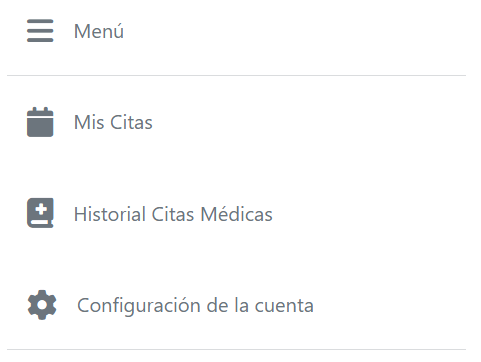 Menú
Mis Citas
Historial Citas Médicas
Configuración de la cuenta